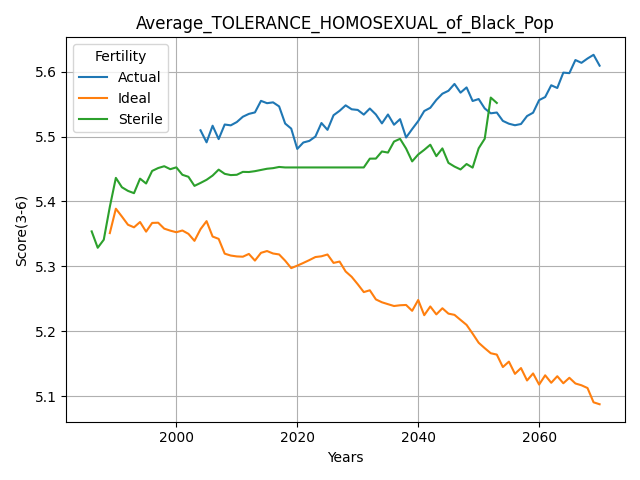 Average_TOLERANCE_HOMOSEXUAL_of_Black_Pop
Fertility
Actual
Ideal
Sterile
Score(3-6)
5.6
5.5
5.4
5.3
5.2
5.1
2000 2020 2040 2060
Years